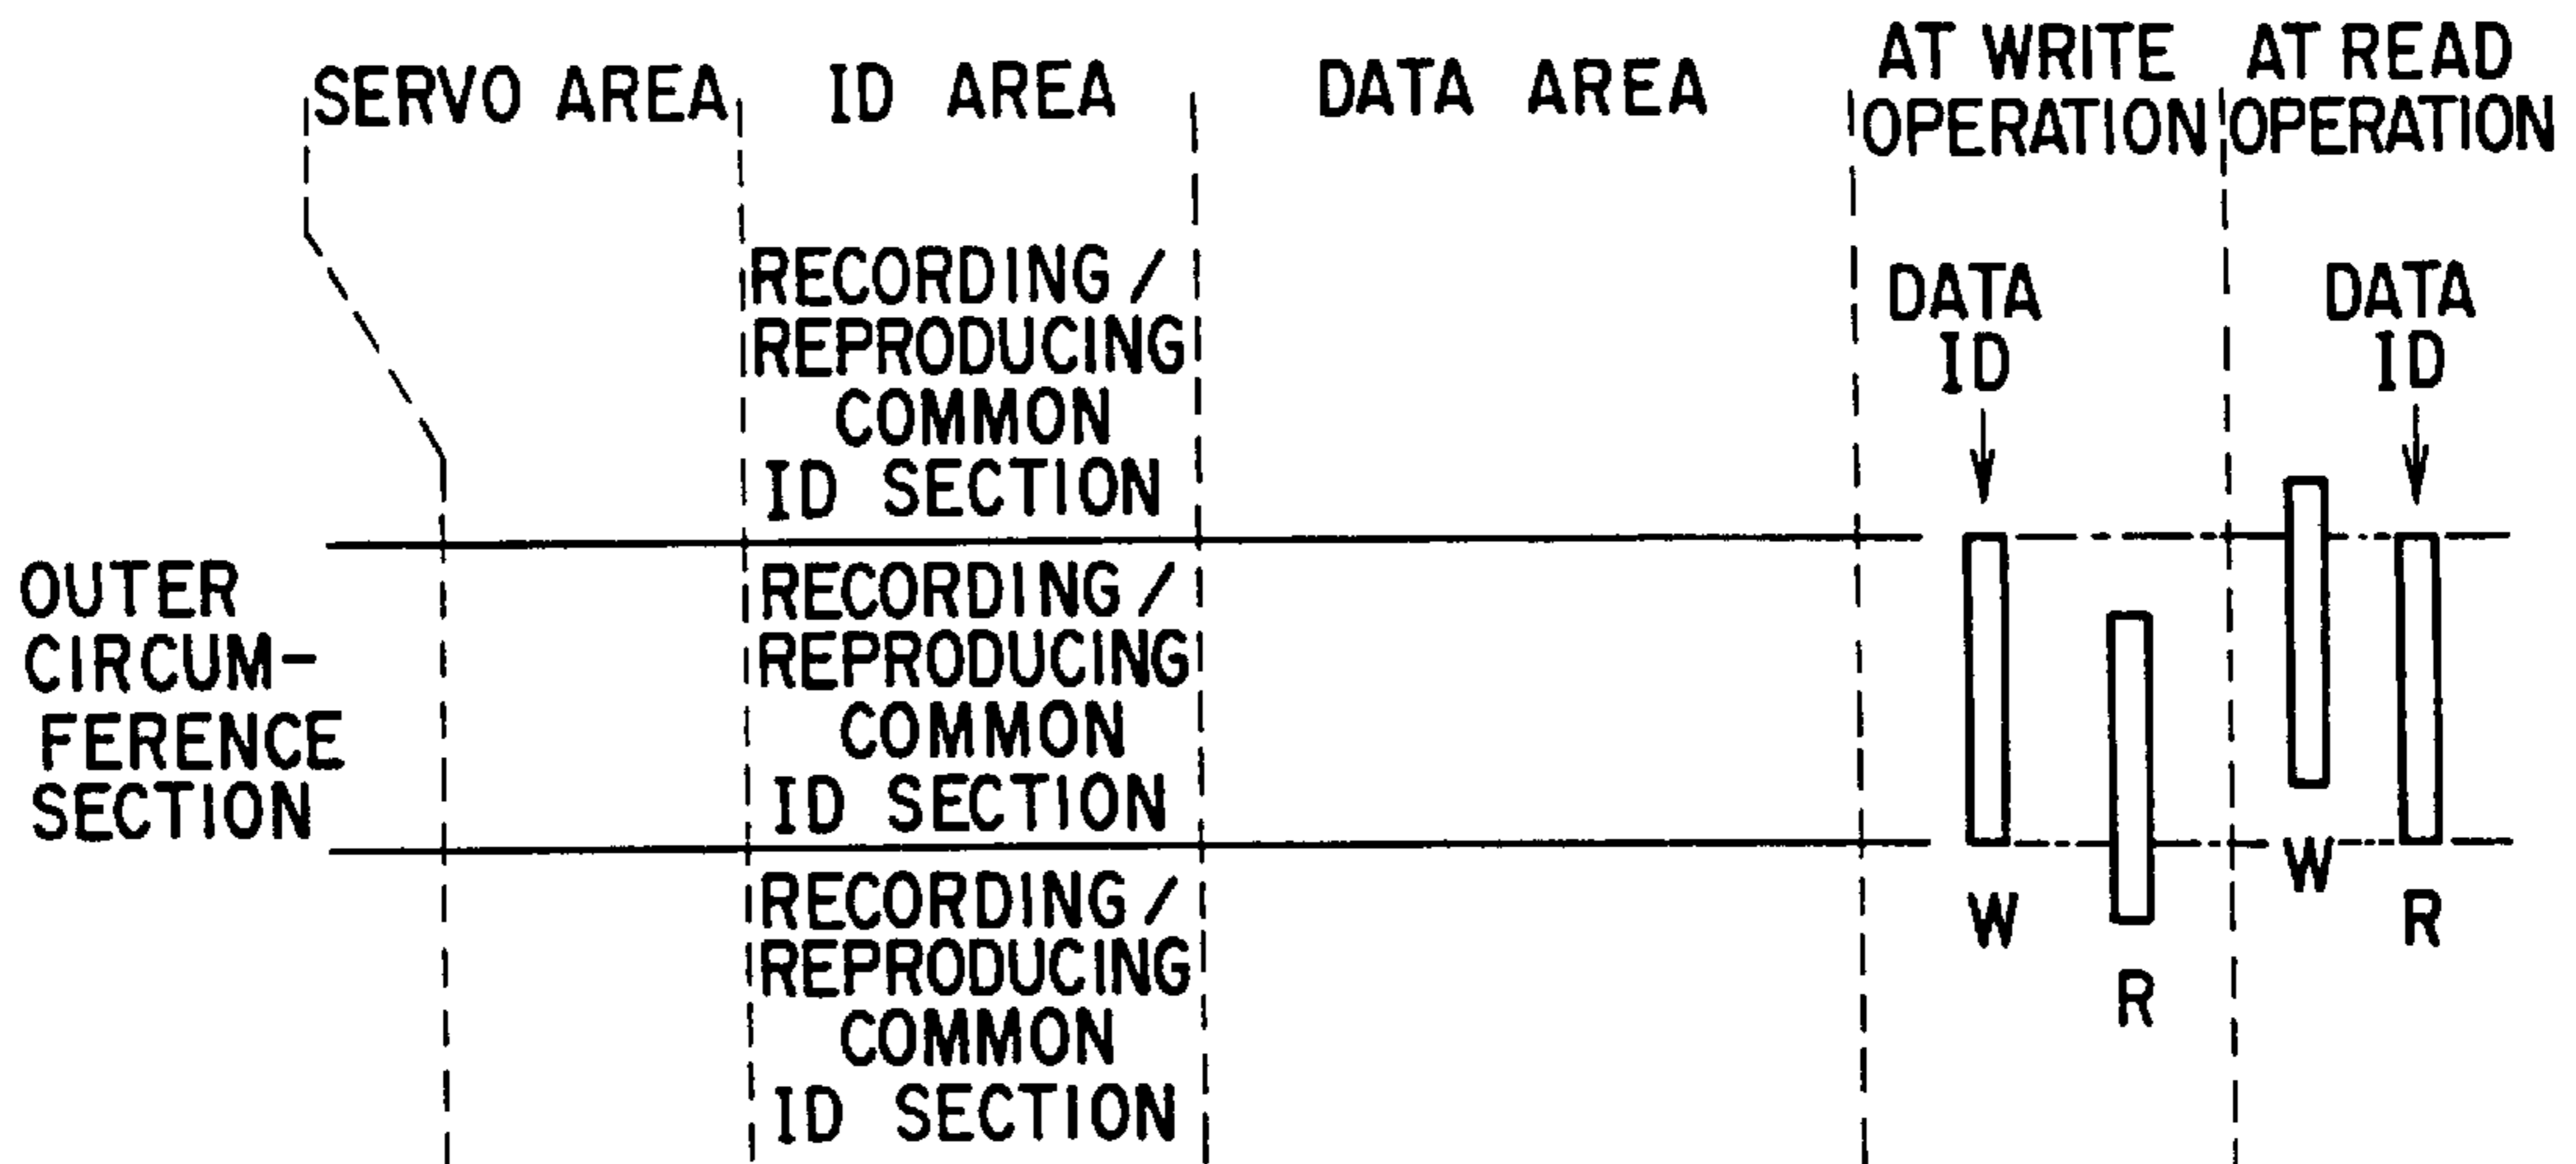 SERVO AREA
ID AREA
DATA AREA
AT WRITE
OPERATION
AT READ
OPERATION
RECORDING /
REPRODUCING
COMMON
ID SECTION
DATA
ID
DATA
ID
OUTER
CIRCUM-
FERENCE
SECTION
RECORDING /
REPRODUCING
COMMON
ID SECTION
W
R
W
R
RECORDING /
REPRODUCING
COMMON
ID SECTION